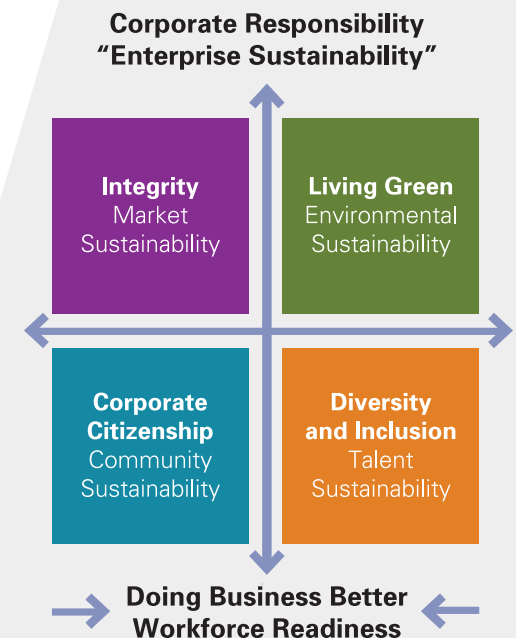 Corporate Responsibility
“Enterprise Sustainability”
Integrity
Market
Sustainability
Living Green
Environmental
Sustainability
Corporate
Citizenship
Community
Sustainability
Diversity
and Inclusion
Talent
Sustainability
Doing Business Better
Workforce Readiness